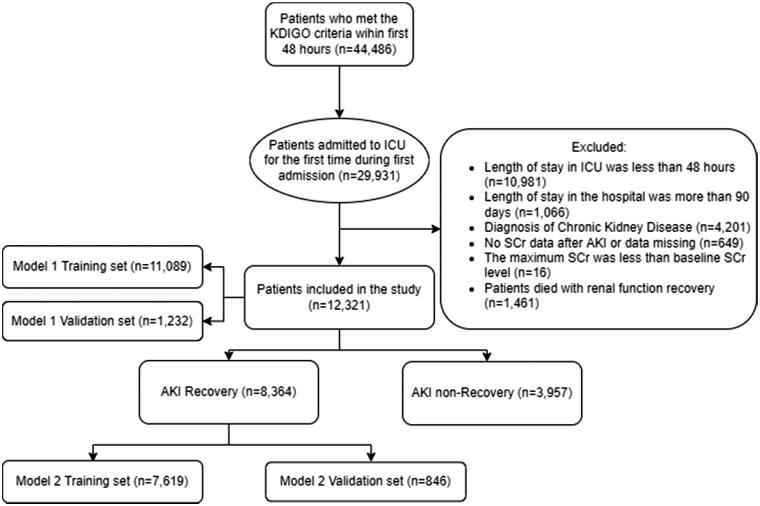 Patients who met the
KDIGO criteria wihin first
48 hours (n=44,486)
Patients admitted to ICU
for the first time during first
admission (n=29,931)
Excluded:
• Length of stay in ICU was less than 48 hours
(n=10,981)
• Length of stay in the hospital was more than 90
days (n=1,066)
• Diagnosis of Chronic Kidney Disease (n=4,201)
• No SCr data after AKI or data missing (n=649)
• The maximum SCr was less than baseline SCr
level (n=16)
• Patients died with renal function recovery
(n=1,461)
Model 1 Training set (n=11,089)
Patients included in the study
(n=12,321)
Model 1 Validation set (n=1,232)
AKI Recovery (n=8,364)
AKI non-Recovery (n=3,957)
Model 2 Training set (n=7,619)
Model 2 Validation set (n=846)